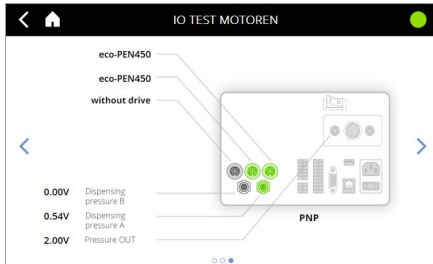 IO TEST MOTOREN
eco-PEN450
eco-PEN450
without drive
0.00V Dispensing
pressure B
0.54V Dispensing
pressure A
2.00V Pressure OUT
PNP